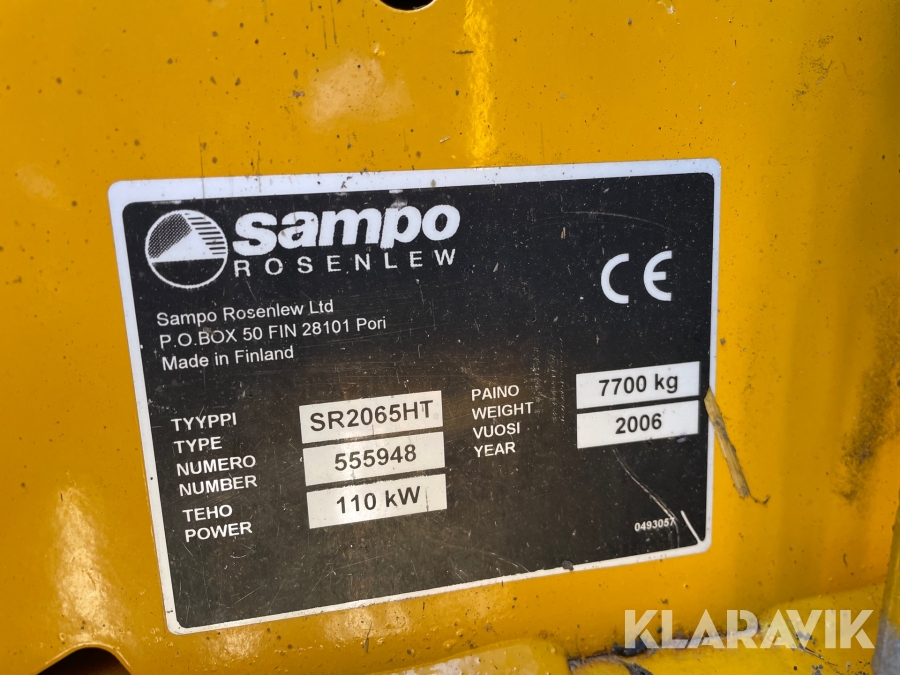 sampo
ROSENLEW
CE
Sampo Rosenlew Ltd
P.O.BOX 50 FIN 28101 Pori
Made in Finland
TYYPPI
TYPE
SR2065HT
NUMERO
NUMBER
555948
TEHO
POWER
110 kW
PAINO
WEIGHT
7700 kg
VUOSI
YEAR
2006
0493057
KLARAVIK